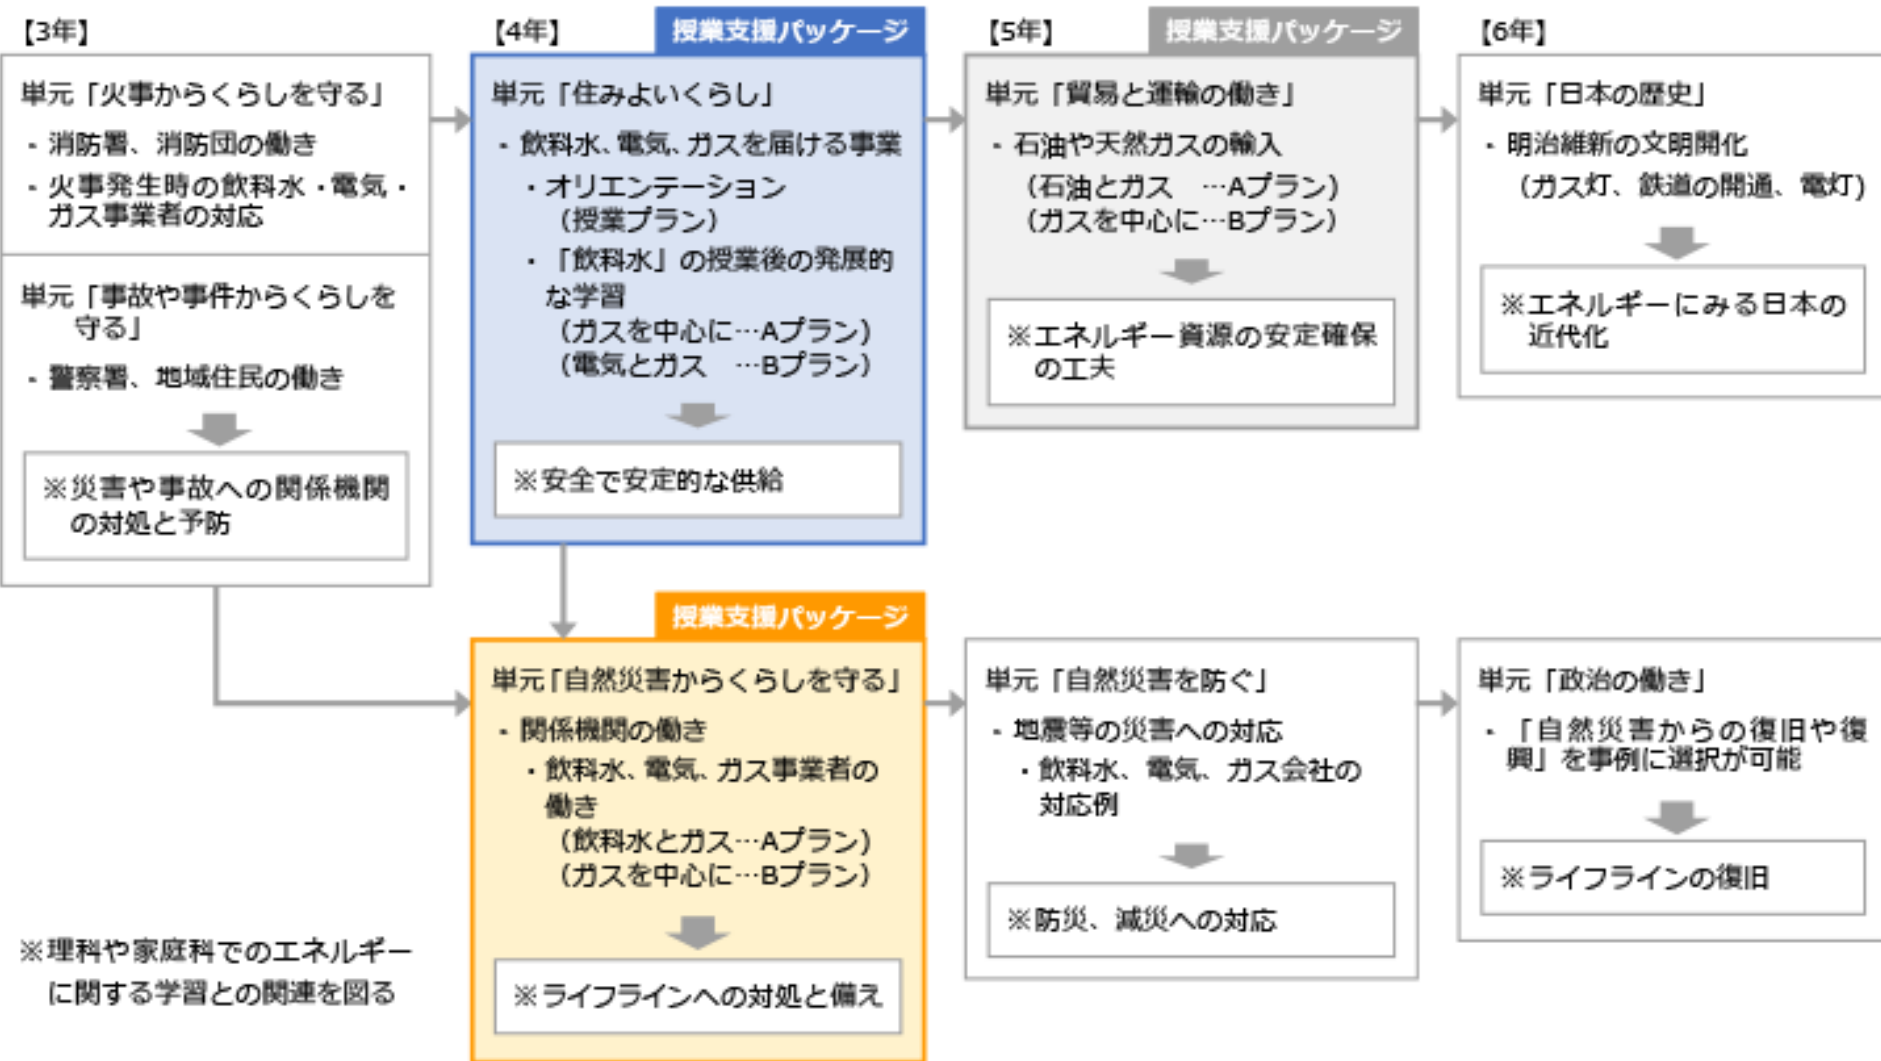 【3年】
単元「火事からくらしを守る」
・消防署、消防団の働き
・火事発生時の飲料水・電気・
ガス事業者の対応
単元「事故や事件からくらしを
守る」
・警察署、地域住民の働き
※災害や事故への関係機関
の対処と予防
【4年】
授業支援パッケージ
単元「住みよいくらし」
・飲料水、電気、ガスを届ける事業
・オリエンテーション
（授業プラン）
・「飲料水」の授業後の発展的
な学習
（ガスを中心に…Aプラン）
（電気とガス　…Bプラン）
※安全で安定的な供給
【5年】
授業支援パッケージ
単元「貿易と運輸の働き」
・石油や天然ガスの輸入
（石油とガス　…Aプラン）
（ガスを中心に…Bプラン）
※エネルギー資源の安定確保
の工夫
【6年】
単元「日本の歴史」
・明治維新の文明開化
（ガス灯、鉄道の開通、電灯）
※エネルギーにみる日本の
近代化
授業支援パッケージ
単元「自然災害からくらしを守る」
・関係機関の働き
・飲料水、電気、ガス事業者の
働き
（飲料水とガス…Aプラン）
（ガスを中心に…Bプラン）
※ライフラインへの対処と備え
単元「自然災害を防ぐ」
・地震等の災害への対応
・飲料水、電気、ガス会社の
対応例
※防災、減災への対応
単元「政治の働き」
・「自然災害からの復旧や復
興」を事例に選択が可能
※ライフラインの復旧
※理科や家庭科でのエネルギー
に関する学習との関連を図る